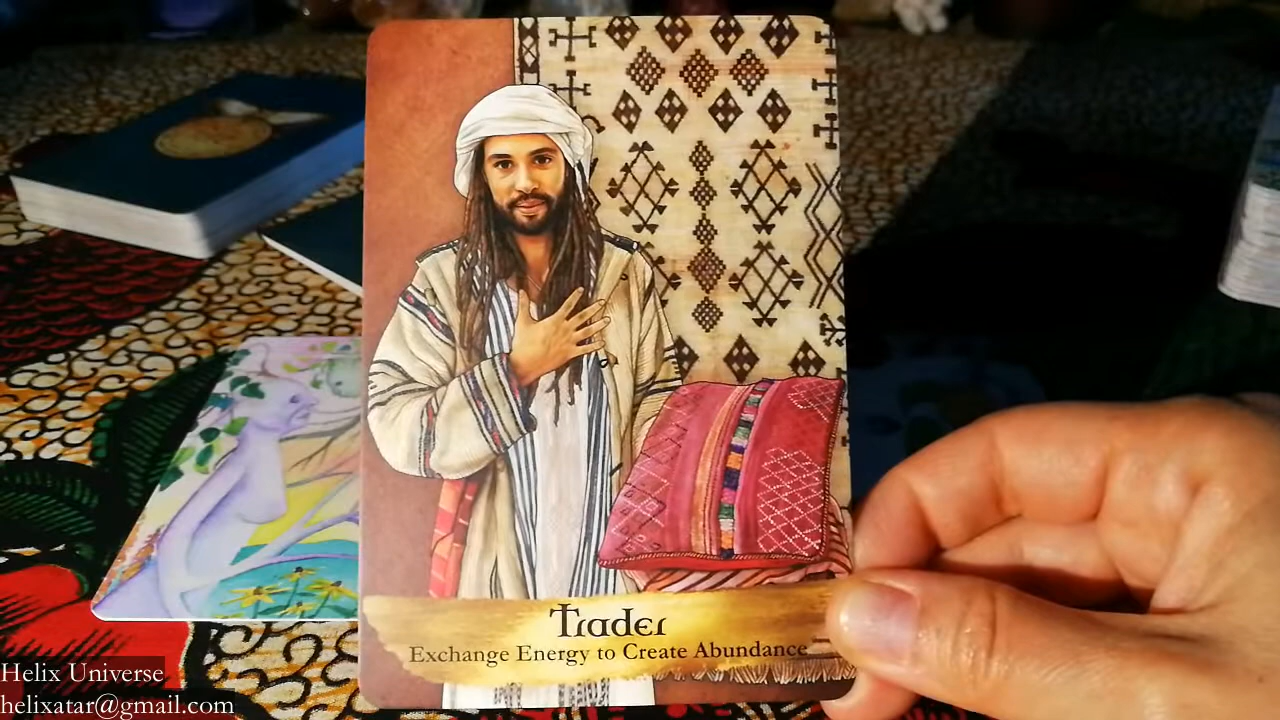 Trader
Exchange Energy to Create Abundance
Helix Universe
helixatar@gmail.com